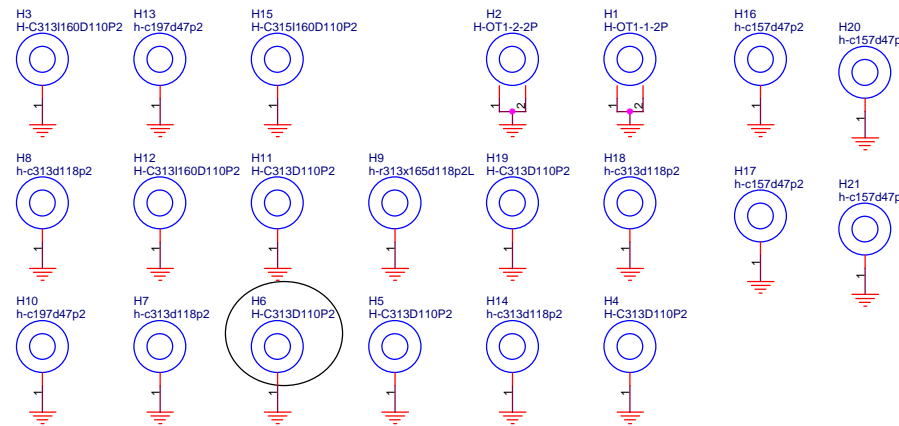 H3
H-C313I160D110P2
H13
h-c197d47p2
H15
H-C315I160D110P2
H2
H-OT1-2-2P
H1
H-OT1-1-2P
H16
h-c157d47p2
H20
h-c157d47p
1
1
1
1
2
1
2
1
1
H8
h-c313d118p2
H12
H-C313I160D110P2
H11
H-C313D110P2
H9
h-r313x165d118p2L
H19
H-C313D110P2
H18
h-c313d118p2
H17
h-c157d47p2
H21
h-c157d47p
1
1
1
1
1
1
1
1
H10
h-c197d47p2
H7
h-c313d118p2
H6
H-C313D110P2
H5
H-C313D110P2
H14
h-c313d118p2
H4
H-C313D110P2
1
1
1
1
1
1